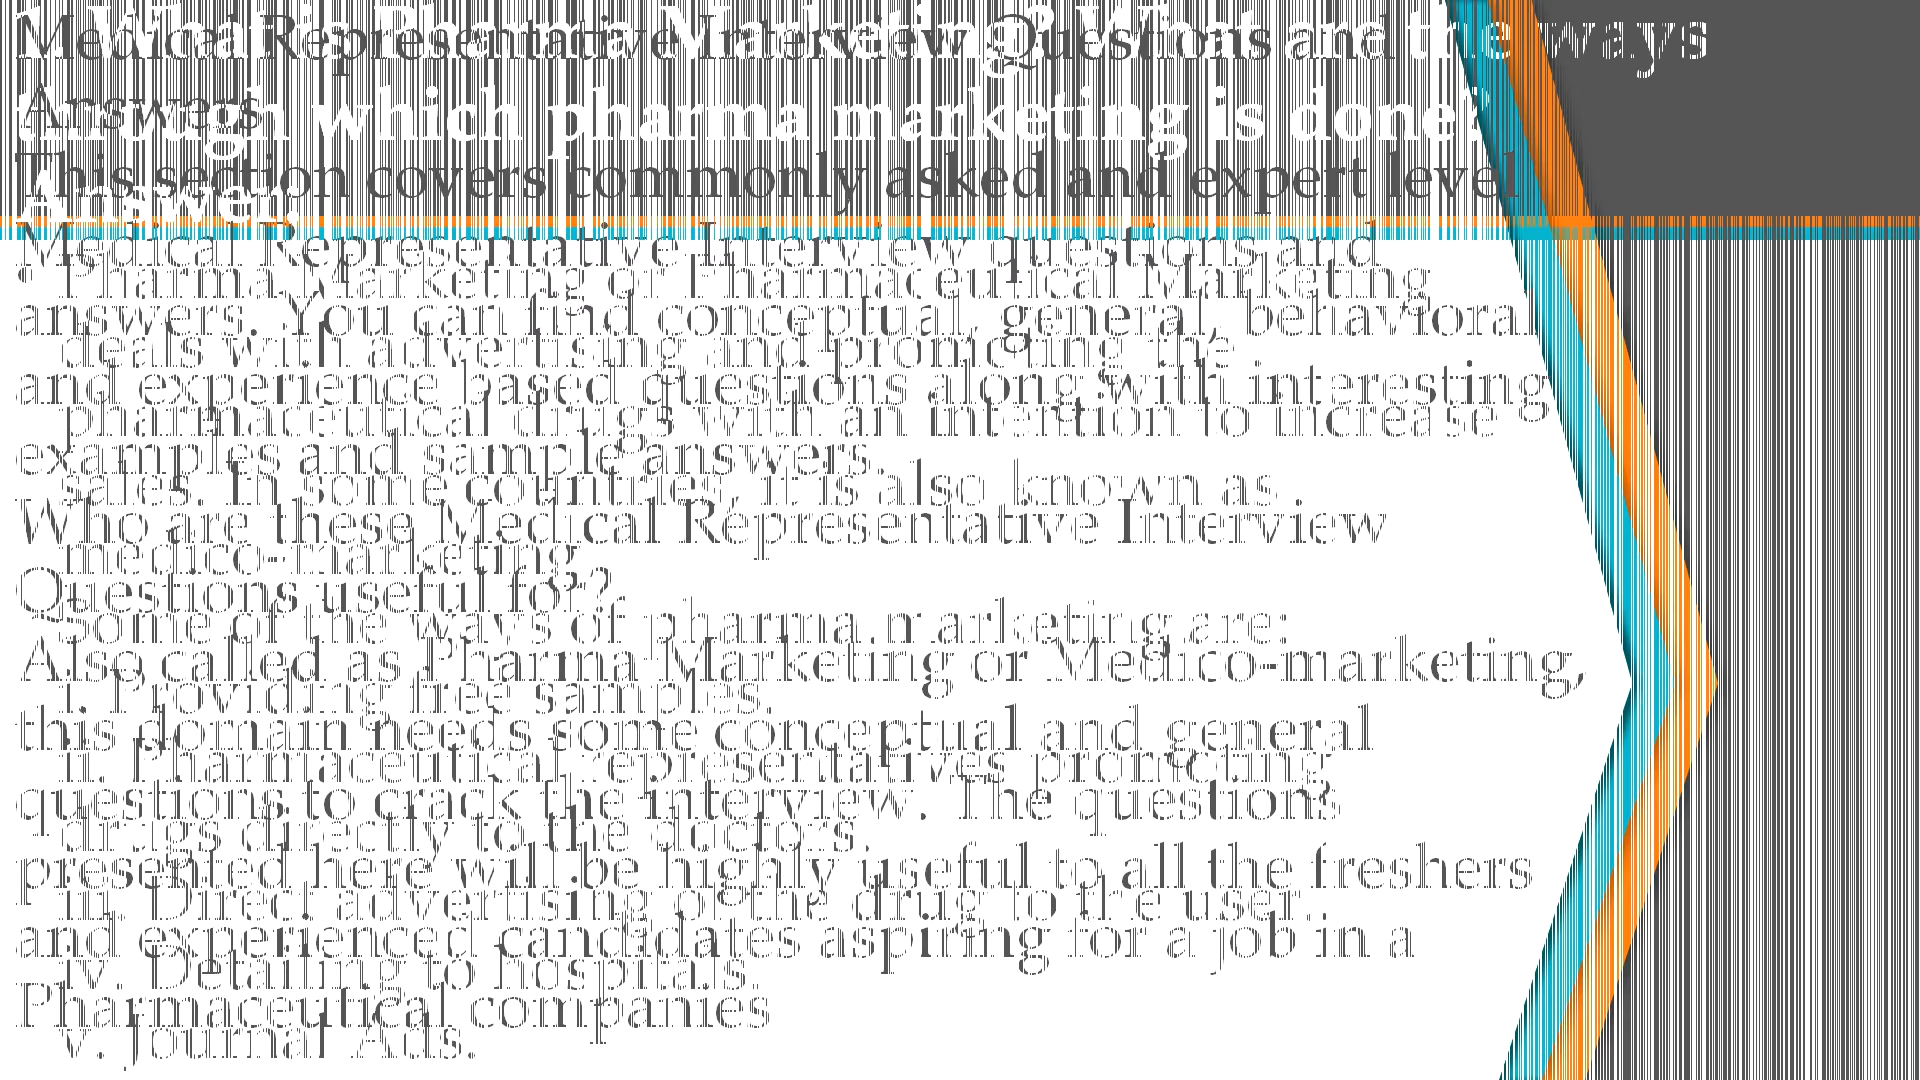 Medical Representative Interview Questions and
Answers
This section covers commonly asked and expert level
Medical Representative Interview questions and
answers. You can find conceptual, general, behavioral
and experience based questions along with interesting
examples and sample answers.
Who are these Medical Representative Interview
Questions useful for?
Also called as Pharma Marketing or Medico-marketing,
this domain needs some conceptual and general
questions to crack the interview. The questions
presented here will be highly useful to all the freshers
and experienced candidates aspiring for a job in a
Pharmaceutical companies
What is Pharma Marketing? What are the ways
through which pharma marketing is done?
Answer
• Pharma Marketing or Pharmaceutical Marketing
deals with advertising and promoting the
pharmaceutical drugs with an intention to increase
sales. In some countries, it is also known as
medico-marketing.
Some of the ways of pharma marketing are:
i. Providing free samples.
ii. Pharmaceutical representatives promoting
drugs directly to the doctors.
iii. Direct advertising of the drug to the user.
iv. Detailing to hospitals.
v. Journal Ads.